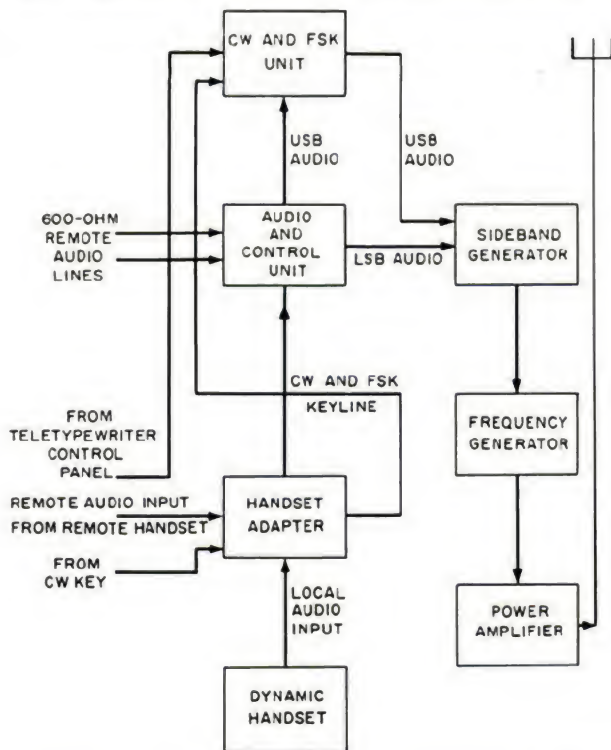 CW AND FSK
UNIT
USB
AUDIO
USB
AUDIO
600-OHM
REMOTE
AUDIO
LINES
AUDIO
AND
CONTROL
UNIT
LSB AUDIO
SIDEBAND
GENERATOR
CW AND FSK
KEYLINE
FROM
TELETYPEWRITER
CONTROL
PANEL
FREQUENCY
GENERATOR
REMOTE AUDIO INPUT
FROM REMOTE HANDSET
HANDSET
ADAPTER
FROM
CW KEY
LOCAL
AUDIO
INPUT
POWER
AMPLIFIER
DYNAMIC
HANDSET